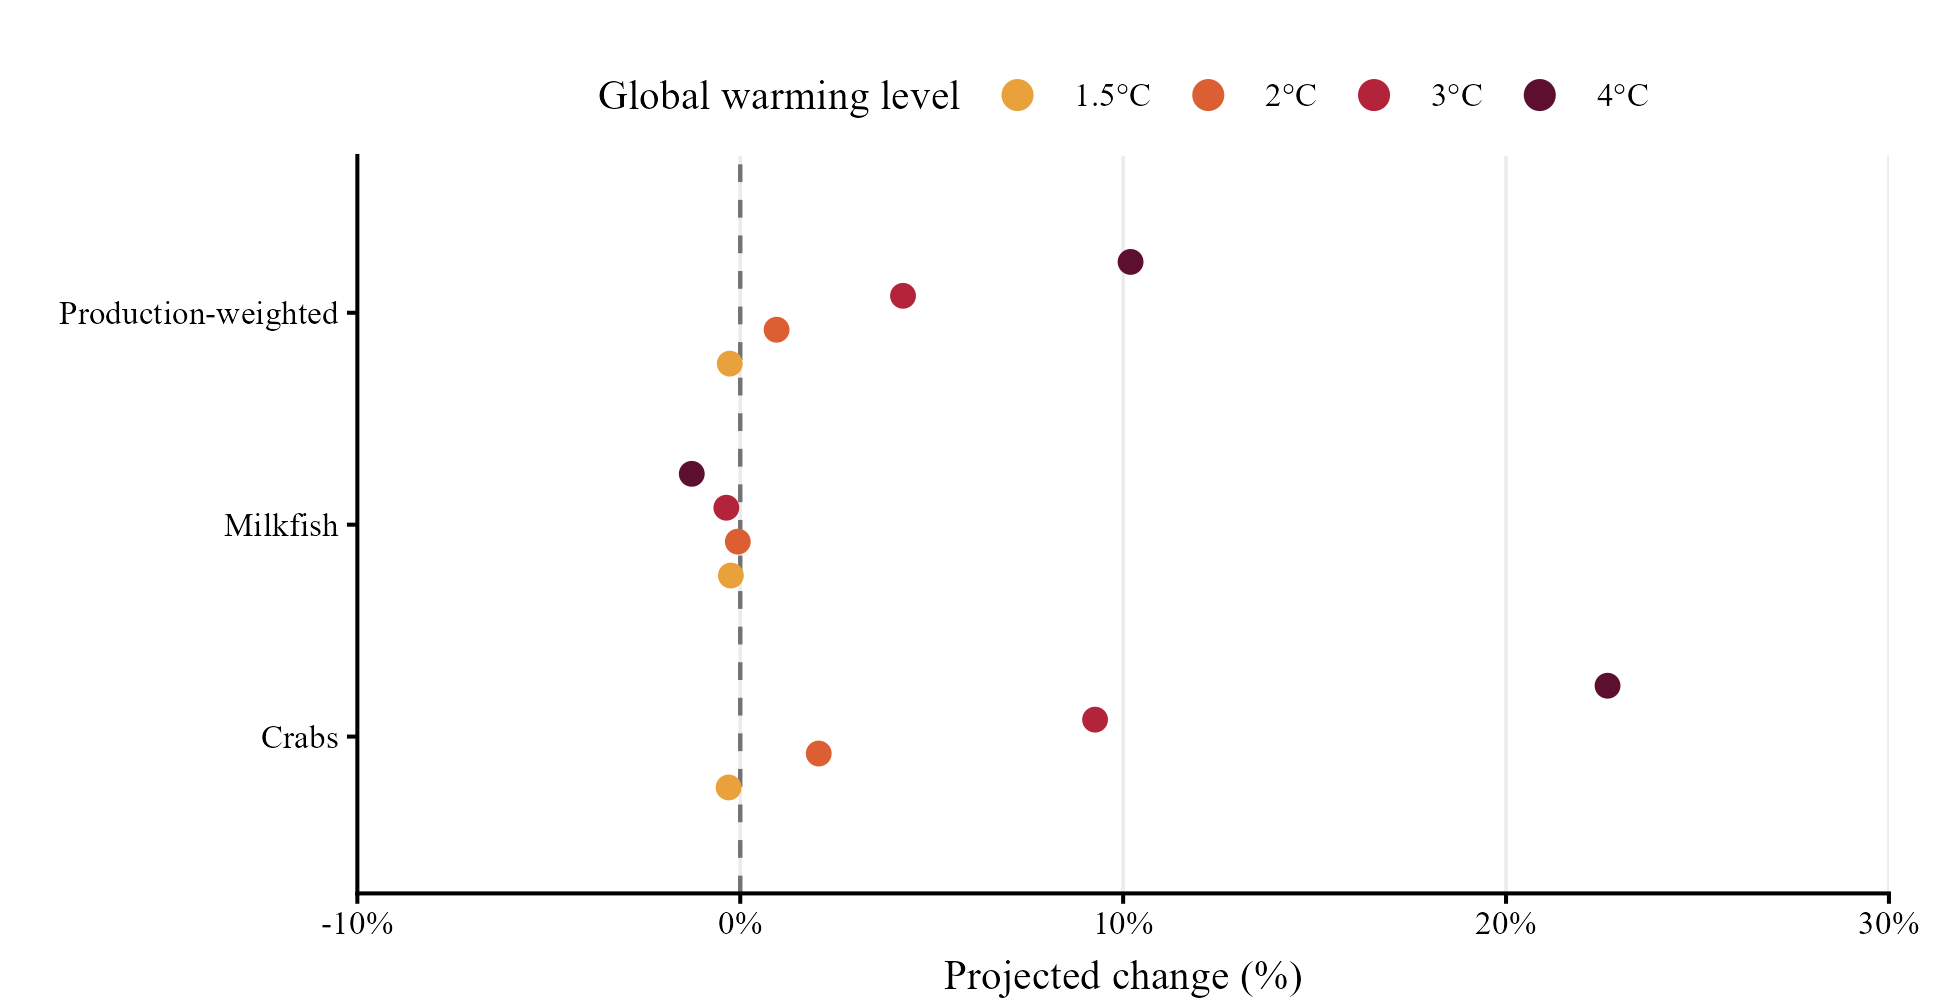 Global warming level 1.5°C 2°C 3°C 4°C
Production-weighted
Milkfish
Crabs
-10% 0% 10% 20% 30%
Projected change (%)